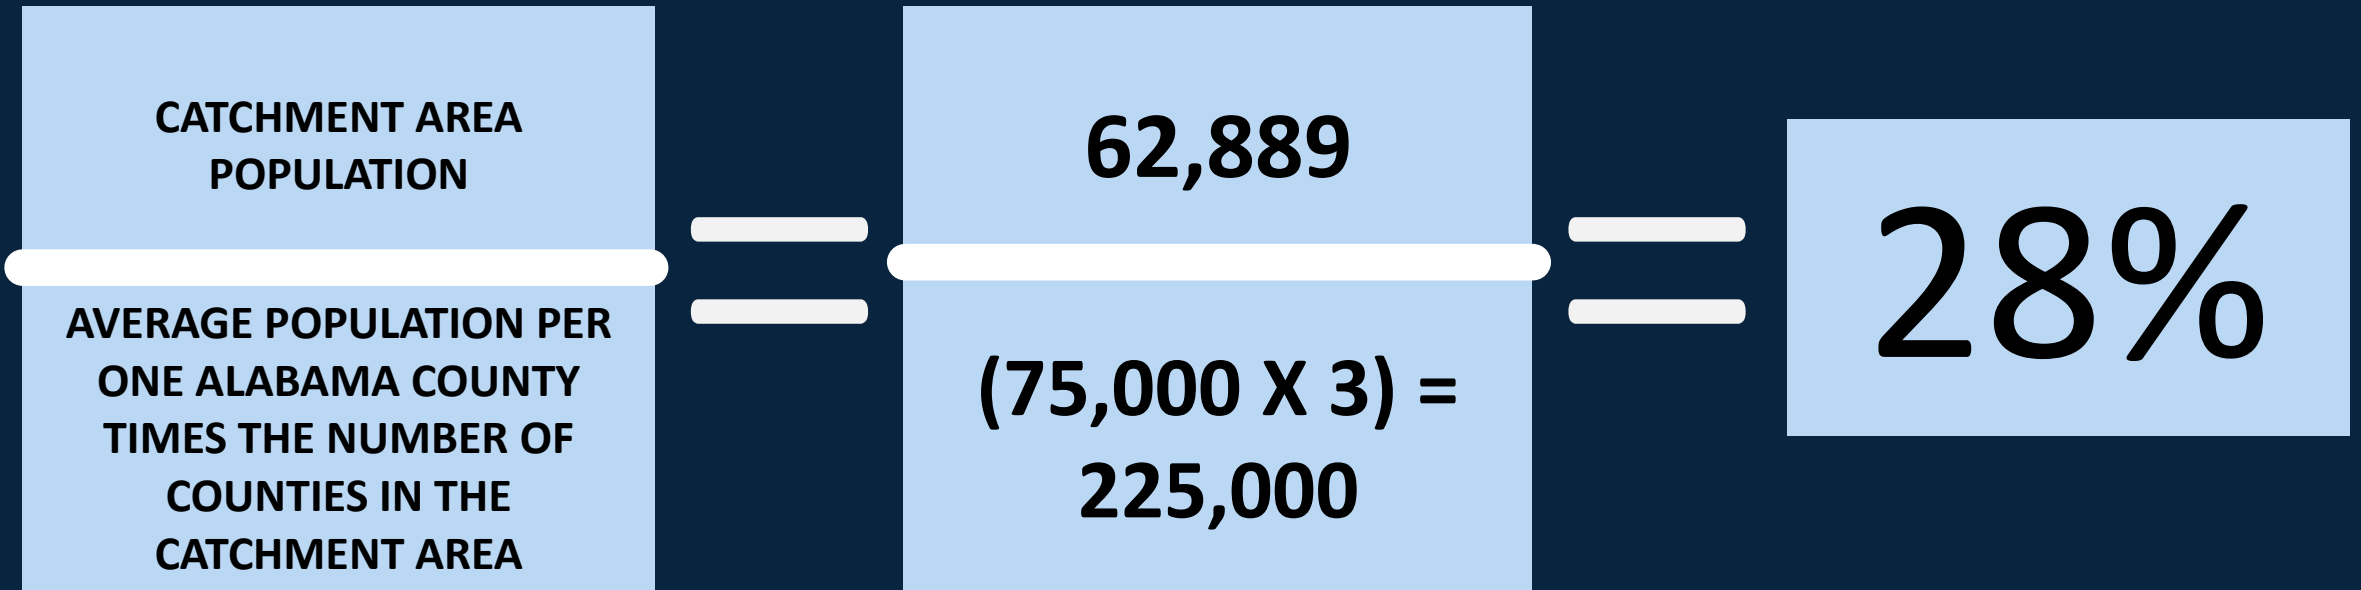 CATCHMENT AREA
POPULATION
AVERAGE POPULATION PER
ONE ALABAMA COUNTY
TIMES THE NUMBER OF
COUNTIES IN THE
CATCHMENT AREA
62,889
(75,000 X 3) =
225,000
28%